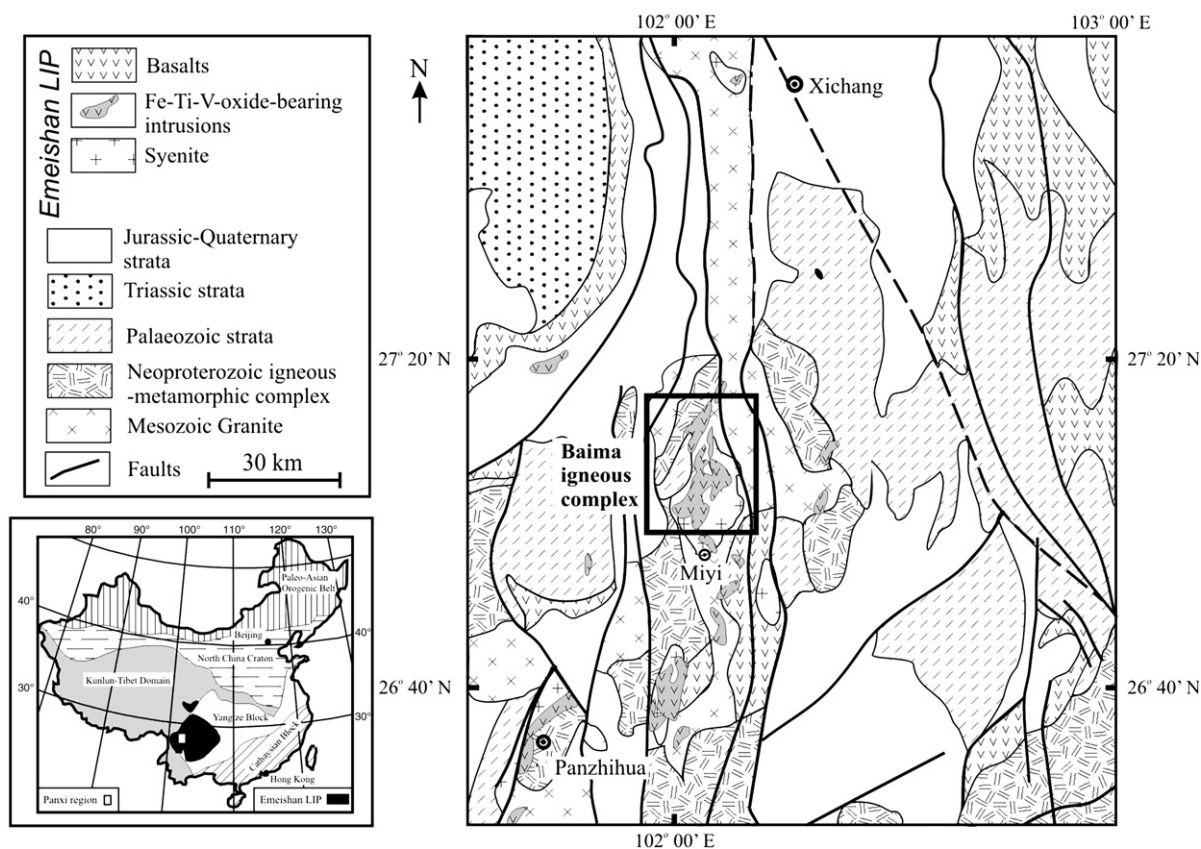 Emeishan LIP
Basalts
Fe-Ti-V-oxide-bearing
intrusions
Syenite
Jurassic-Quaternary
strata
Triassic strata
Palaeozoic strata
Neoproterozoic igneous
-metamorphic complex
Mesozoic Granite
Faults
30 km
N
102° 00' E
103° 00' E
Xichang
27° 20' N
Baima
igneous
complex
Miyi
26° 40' N
Panzhihua
102° 00' E
80°
90°
100°
110°
120°
130°
40°
30°
40°
30°
Paleo-Asian
Orogenic Belt
Beijing
North China Craton
Kunlun-Tibet Domain
Yangtze Block
Cathaysian Block
Hong Kong
Panxi region
Emeishan LIP